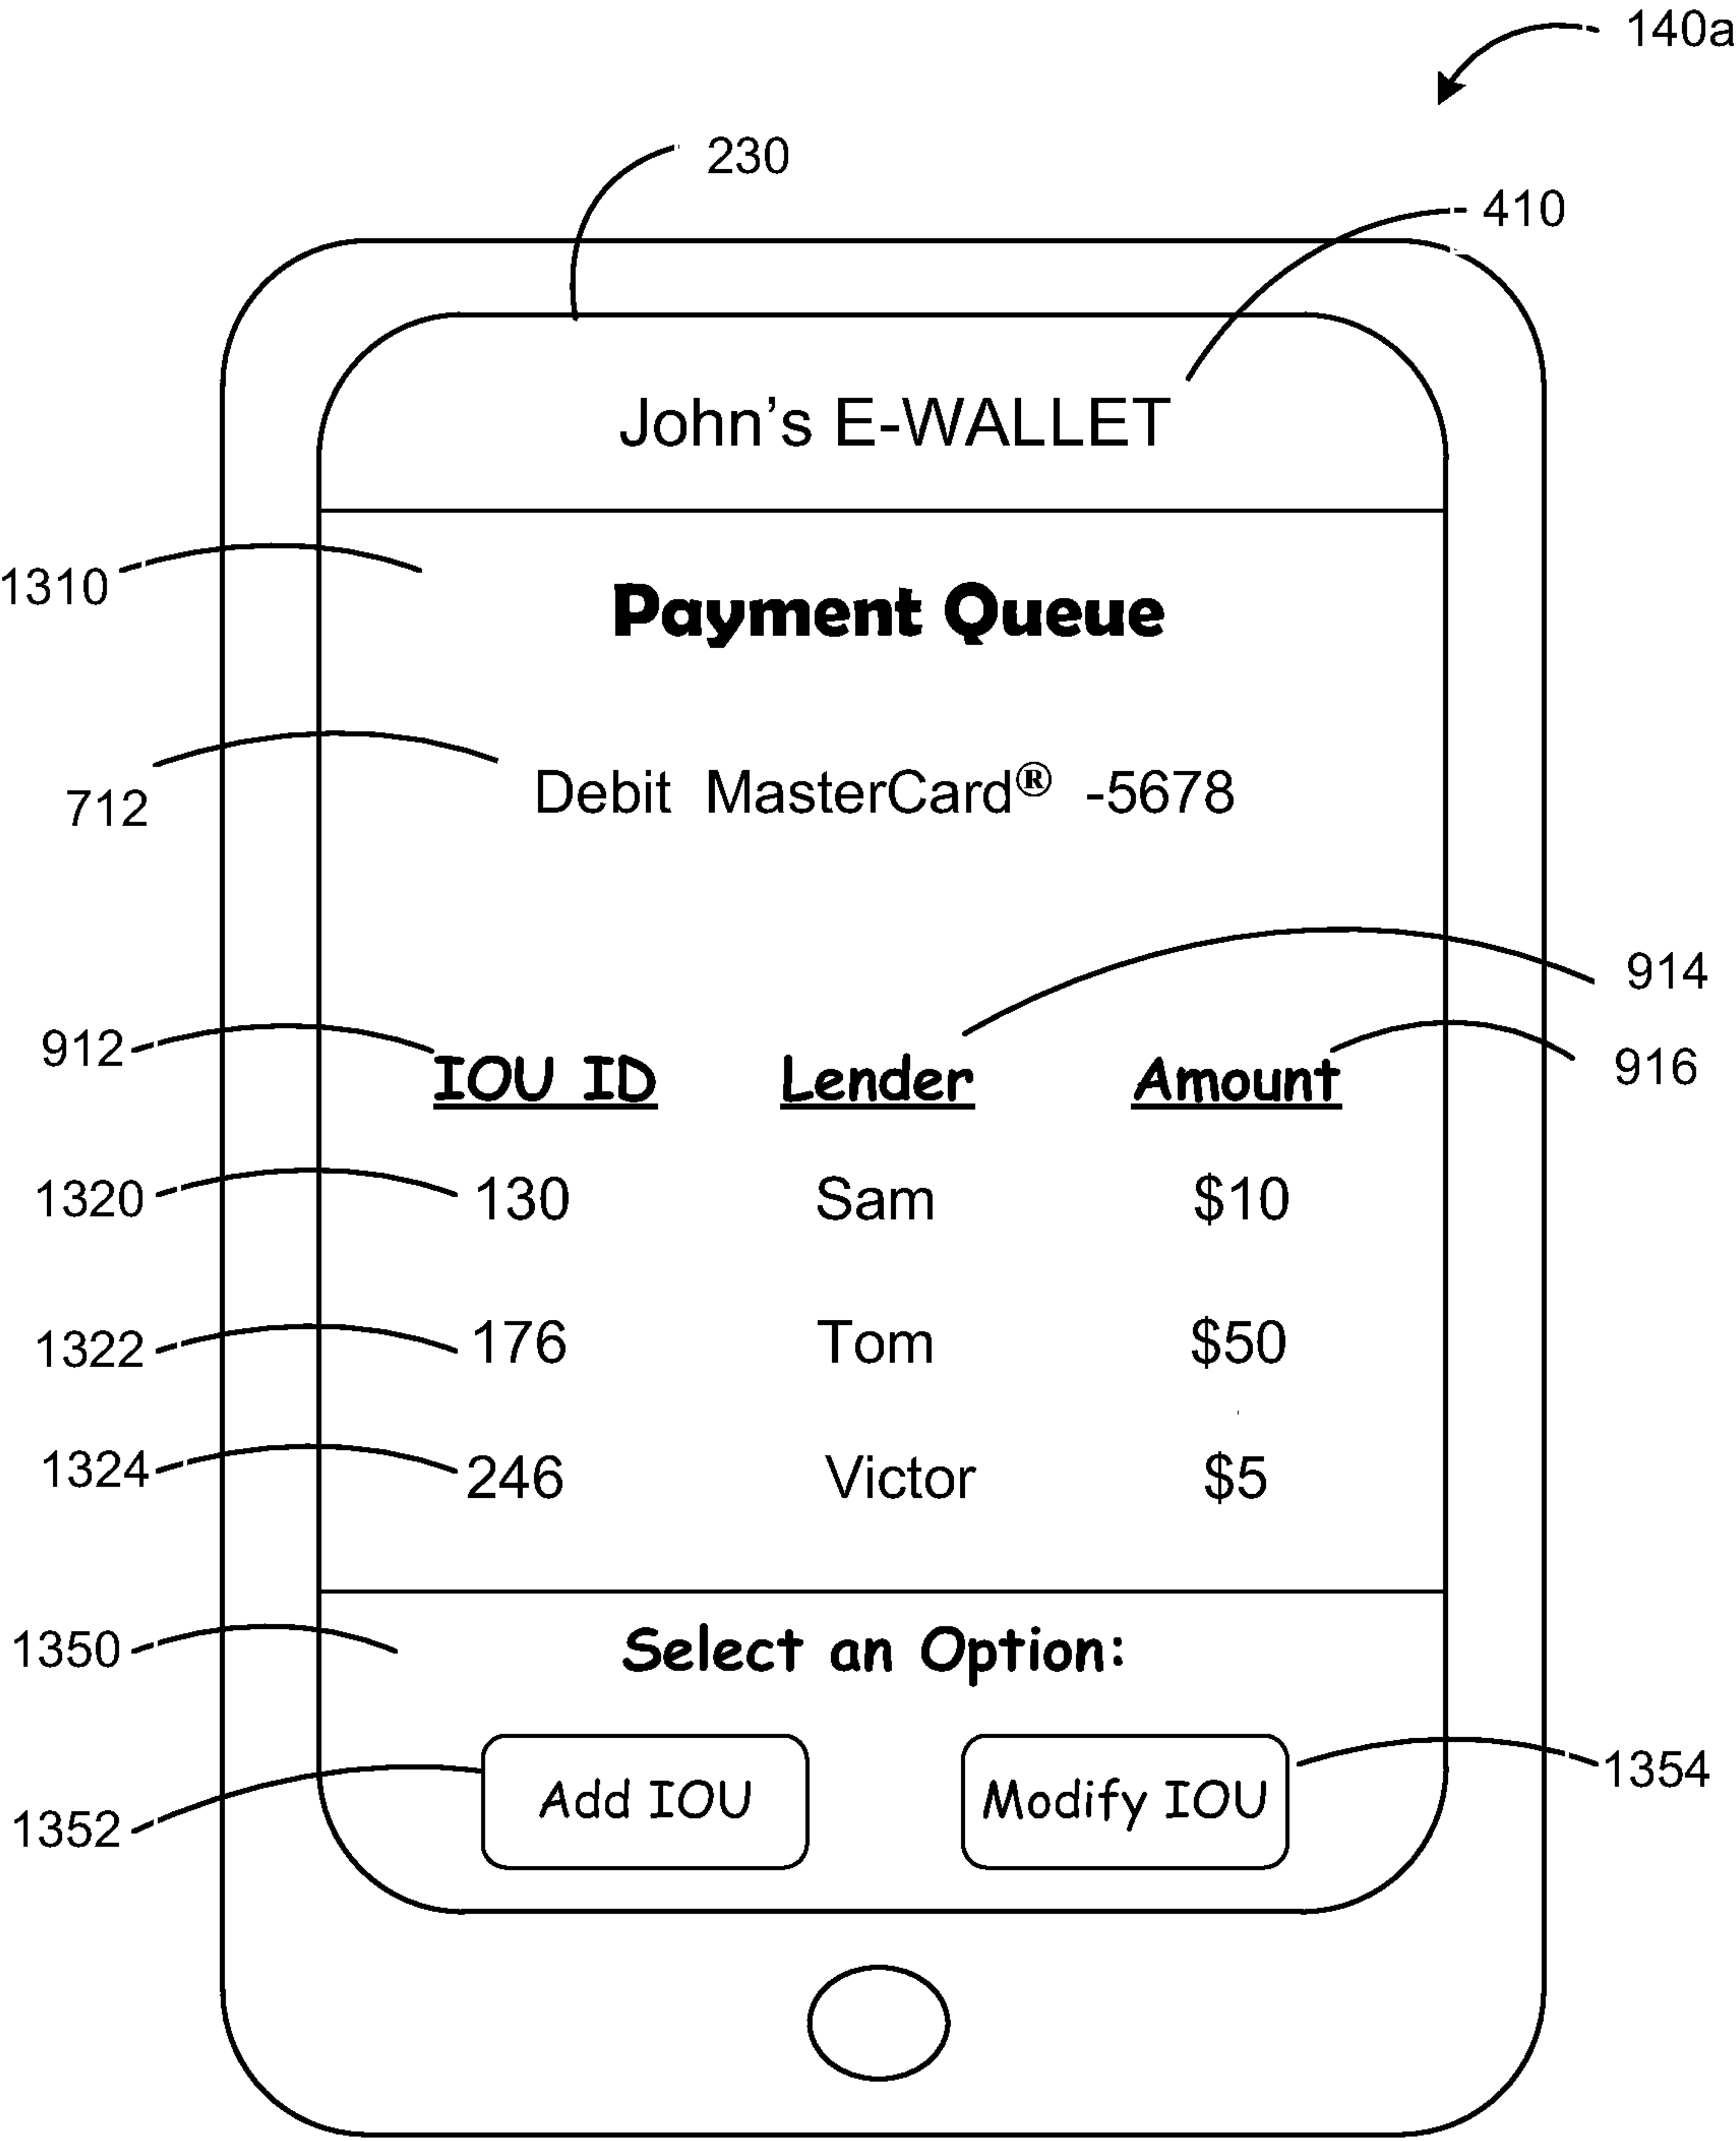 140a
230
410
John's E-WALLET
1310
Payment Queue
712
Debit MasterCard® -5678
914
912
IOU ID Lender Amount
916
1320 130 Sam $10
1322 176 Tom $50
1324 246 Victor $5
1350
Select an Option:
1354
Add IOU Modify IOU
1352